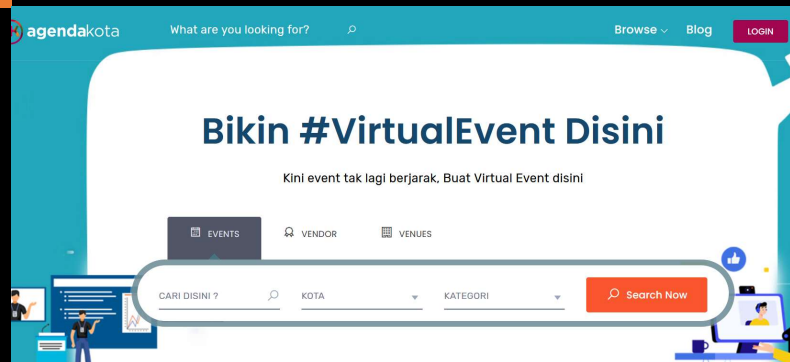 agendakota What are you looking for? Browse Blog LOGIN
Bikin #VirtualEvent Disini
Kini event tak lagi berjarak, Buat Virtual Event disini
EVENTS VENDOR VENUES
CARI DISINI ? KOTA KATEGORI Search Now